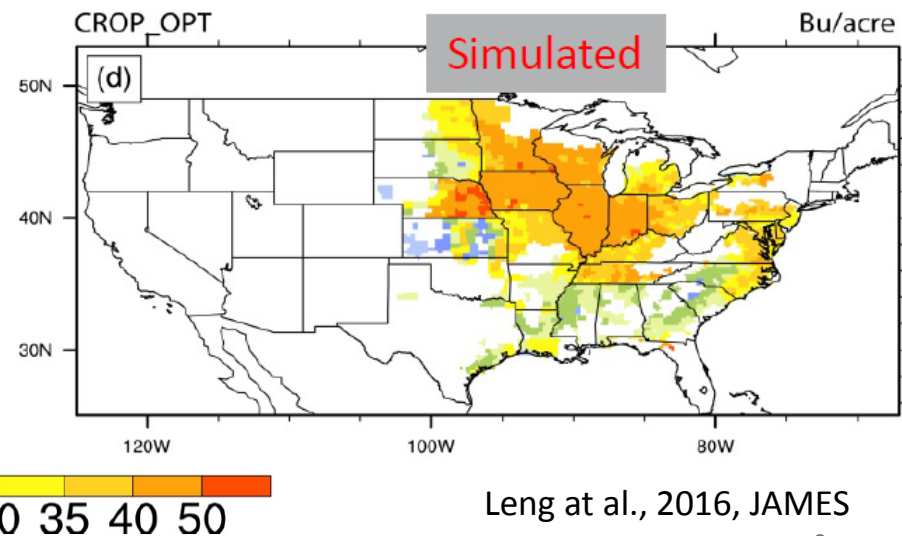 CROP_OPT Bu/acre
Simulated
(d)
50N
40N
30N
120W 100W 80W
0 35 40 50
Leng at al., 2016, JAMES